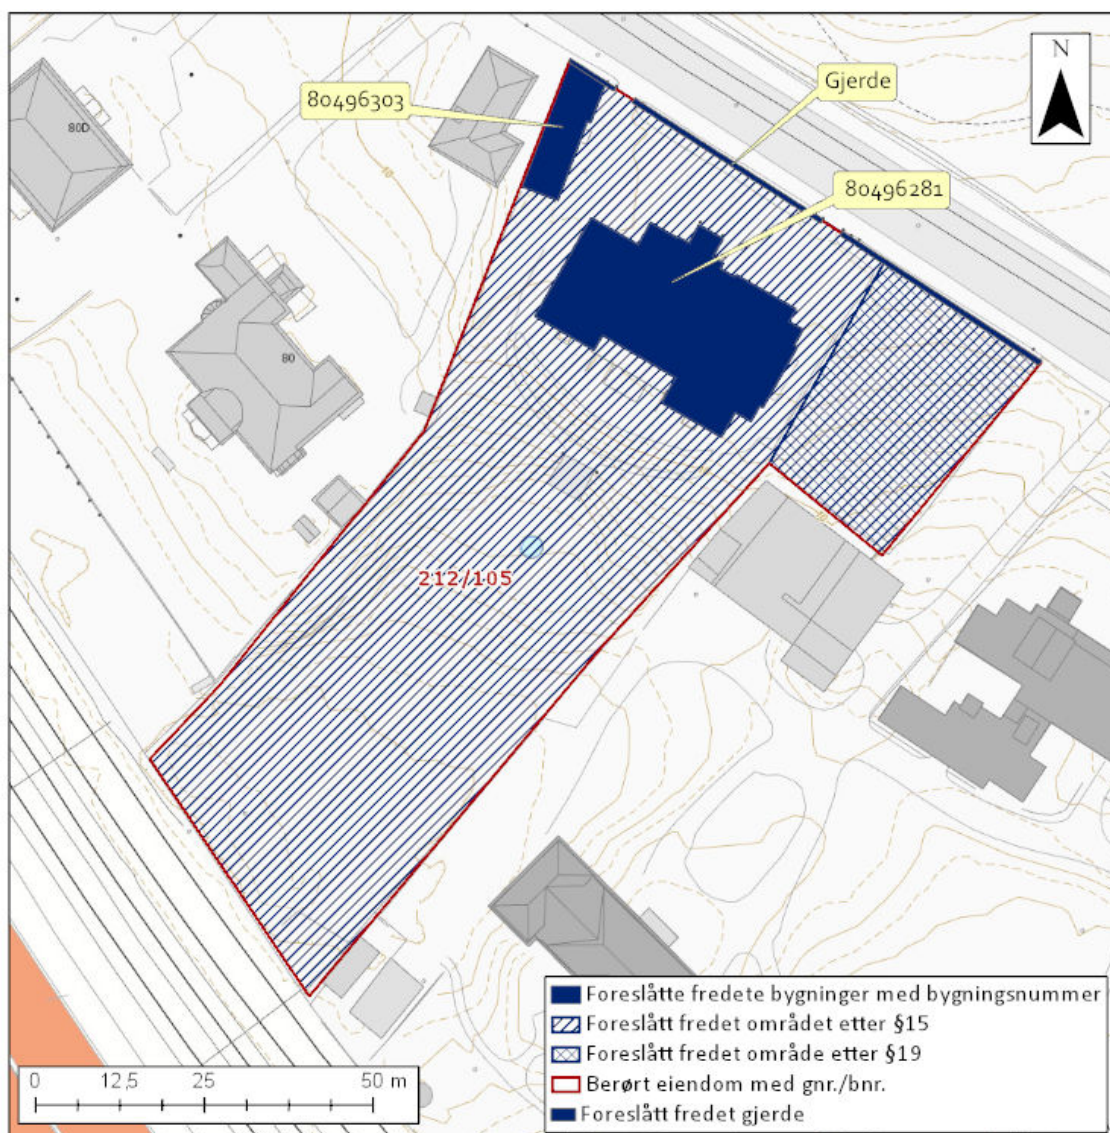 N
Gjerde
80496303
80D
80496281
80
212/105
Foreslåtte fredete bygninger med bygningsnummer
Foreslått fredet området etter §15
Foreslått fredet område etter §19
Berørt eiendom med gnr./bnr.
Foreslått fredet gjerde
0 12,5 25 50 m